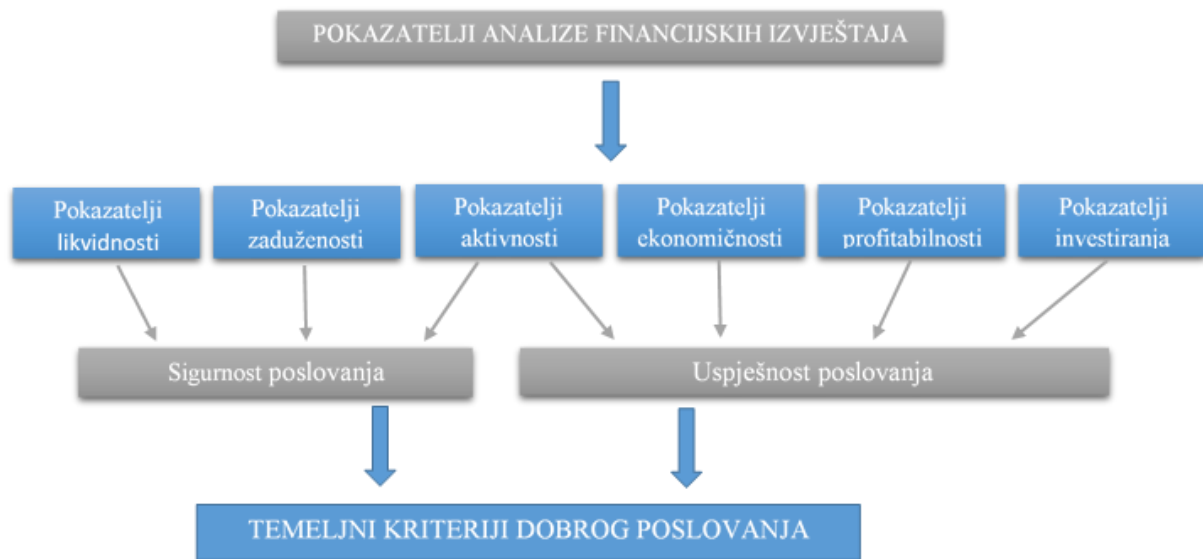 POKAZATELJI ANALIZE FINANCIJSKIH IZVJEŠTAJA
Pokazatelji
likvidnosti
Pokazatelji
zaduženosti
Pokazatelji
aktivnosti
Pokazatelji
ekonomičnosti
Pokazatelji
profitabilnosti
Pokazatelji
investiranja
Sigurnost poslovanja
Uspješnost poslovanja
TEMELJNI KRITERIJI DOBROG POSLOVANJA